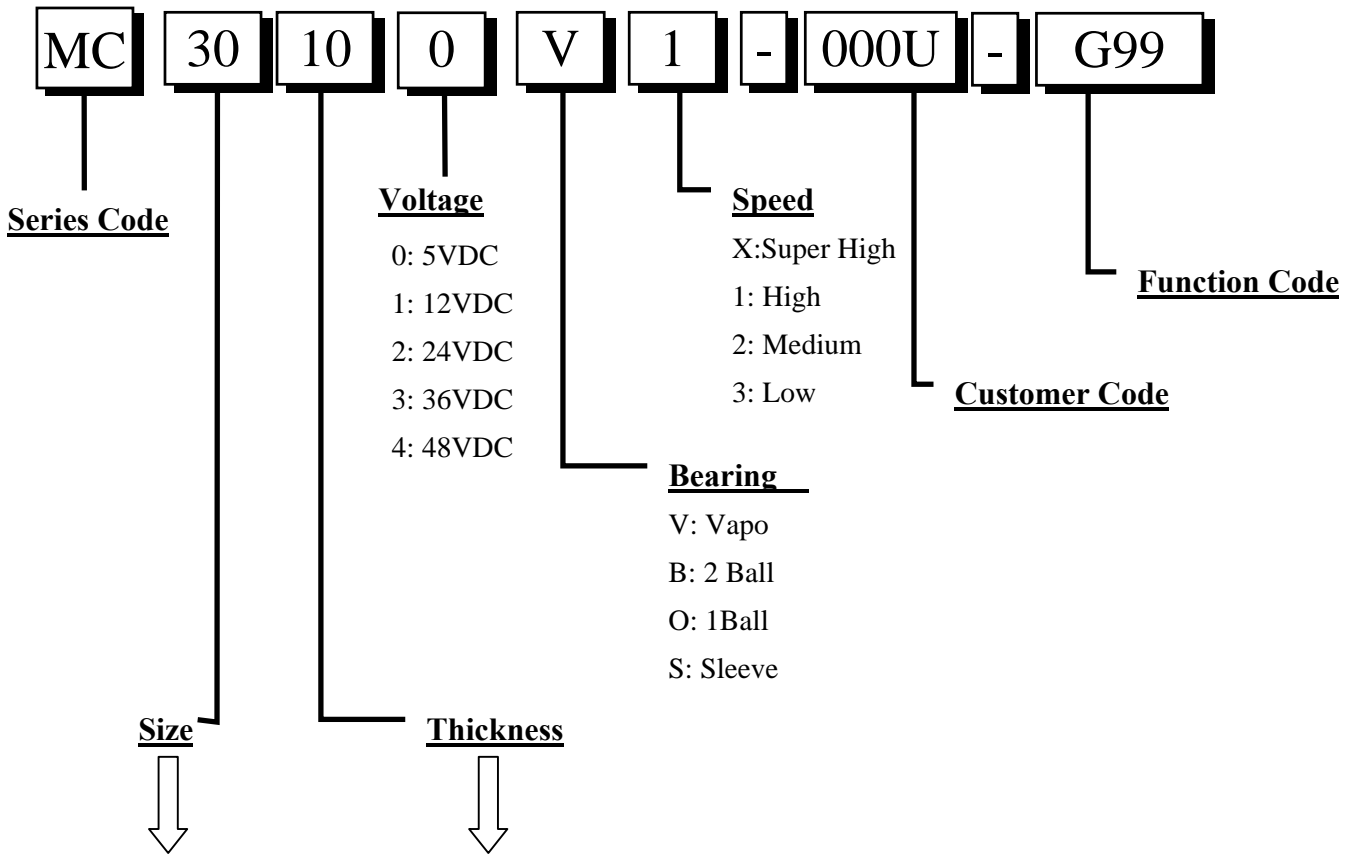 MC 30 10 0 V 1 - 000U - G99
Series Code
Voltage
0: 5VDC
1: 12VDC
2: 24VDC
3: 36VDC
4: 48VDC
Speed
X:Super High
1: High
2: Medium
3: Low
Function Code
Customer Code
Bearing
V: Vapo
B: 2 Ball
O: 1Ball
S: Sleeve
Size
Thickness